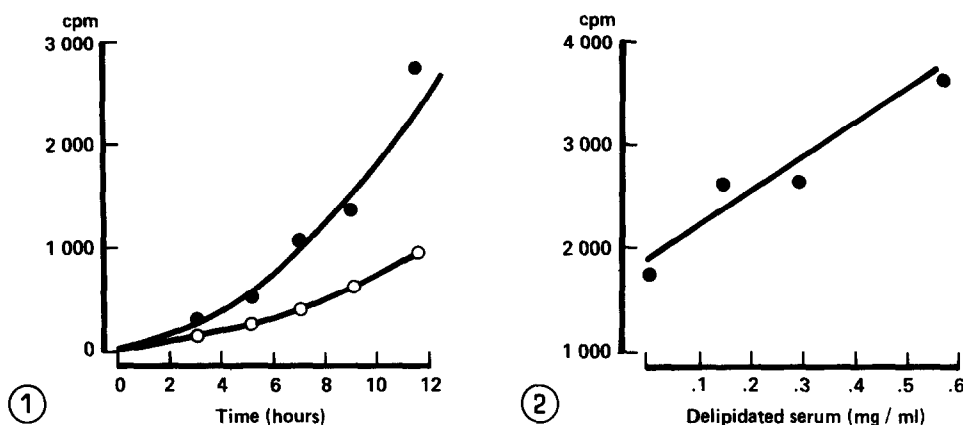 cpm
3 000
2 000
1 000
0
0 2 4 6 8 10 12
Time (hours)
1
cpm
4 000
3 000
2 000
1 000
.1 .2 .3 .4 .5 .6
Delipidated serum (mg / ml)
2